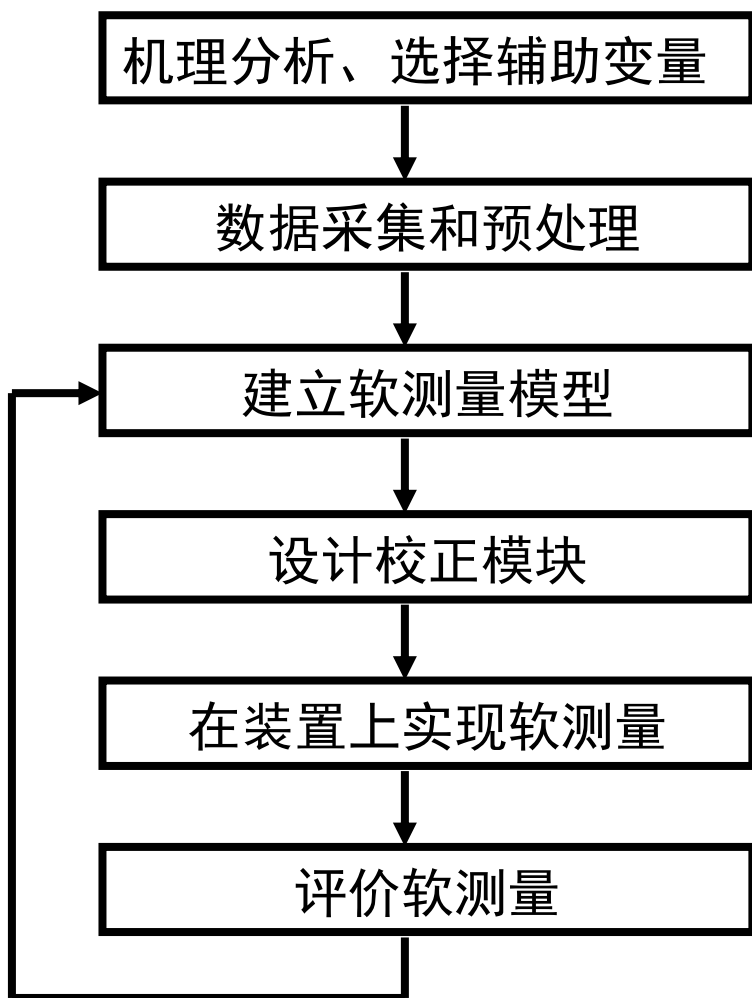 机理分析、选择辅助变量
数据采集和预处理
建立软测量模型
设计校正模块
在装置上实现软测量
评价软测量